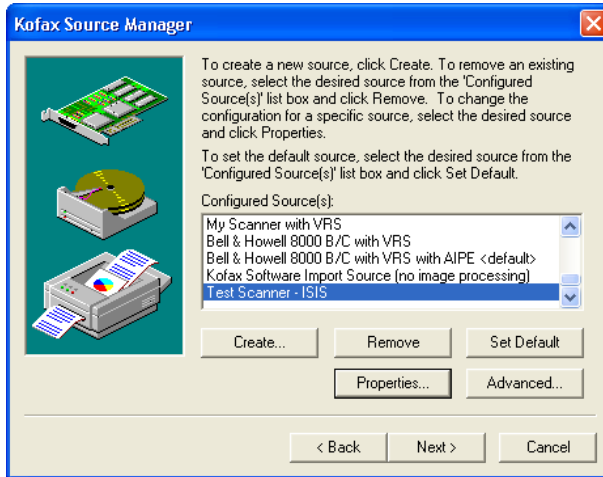 Kofax Source Manager
To create a new source, click Create. To remove an existing
source, select the desired source from the 'Configured
Source(s)' list box and click Remove. To change the
configuration for a specific source, select the desired source
and click Properties.
To set the default source, select the desired source from the
'Configured Source(s)' list box and click Set Default.
Configured Source(s):
My Scanner with VRS
Bell & Howell 8000 B/C with VRS
Bell & Howell 8000 B/C with VRS with AIPE <default>
Kofax Software Import Source (no image processing)
Test Scanner - ISIS
Create... Remove Set Default
Properties... Advanced...
< Back Next > Cancel